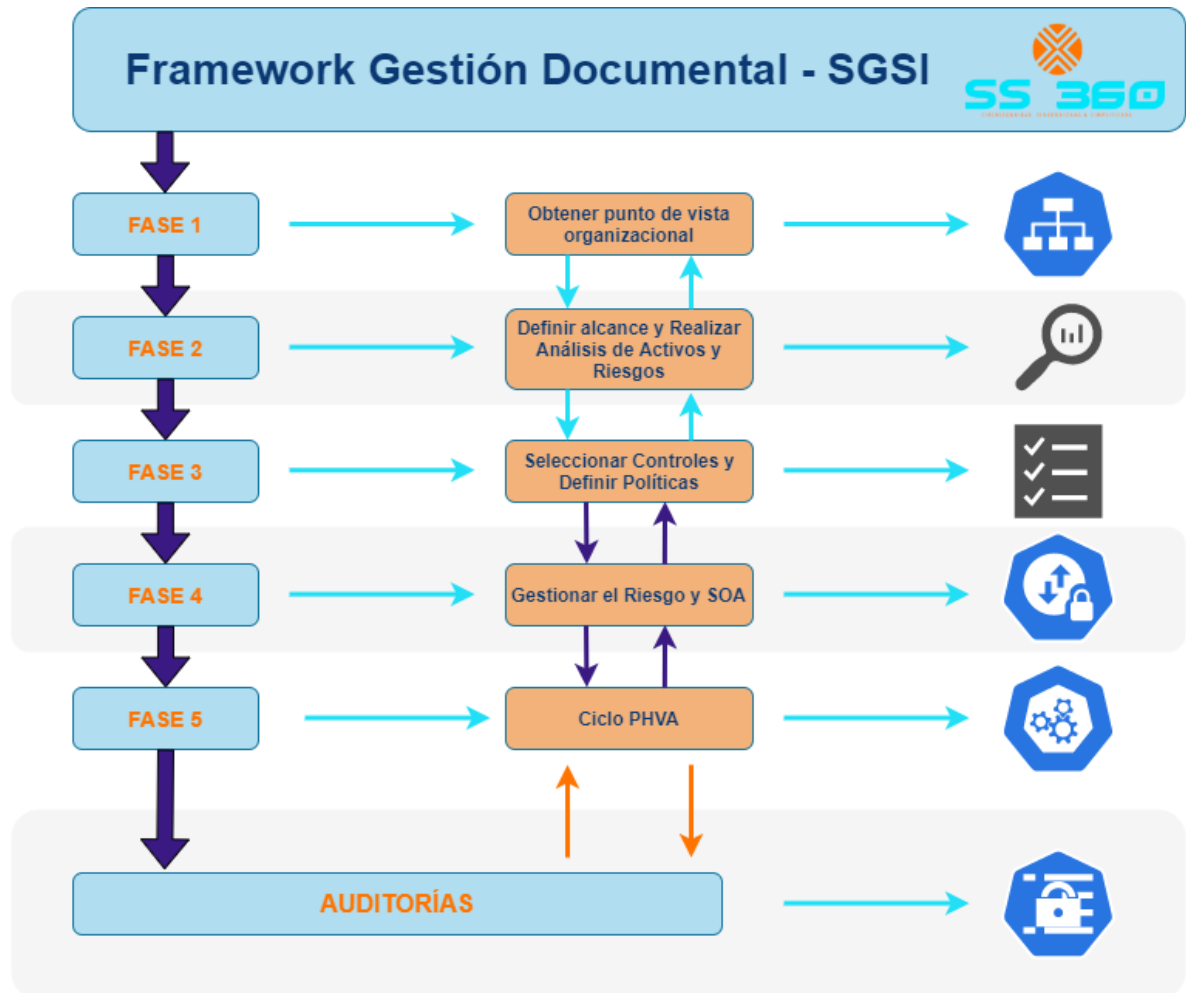 Framework Gestión Documental - SGSI
SS 360
FASE 1
Obtener punto de vista
organizacional
FASE 2
Definir alcance y Realizar
Análisis de Activos y
Riesgos
FASE 3
Seleccionar Controles y
Definir Políticas
FASE 4
Gestionar el Riesgo y SOA
FASE 5
Ciclo PHVA
AUDITORÍAS